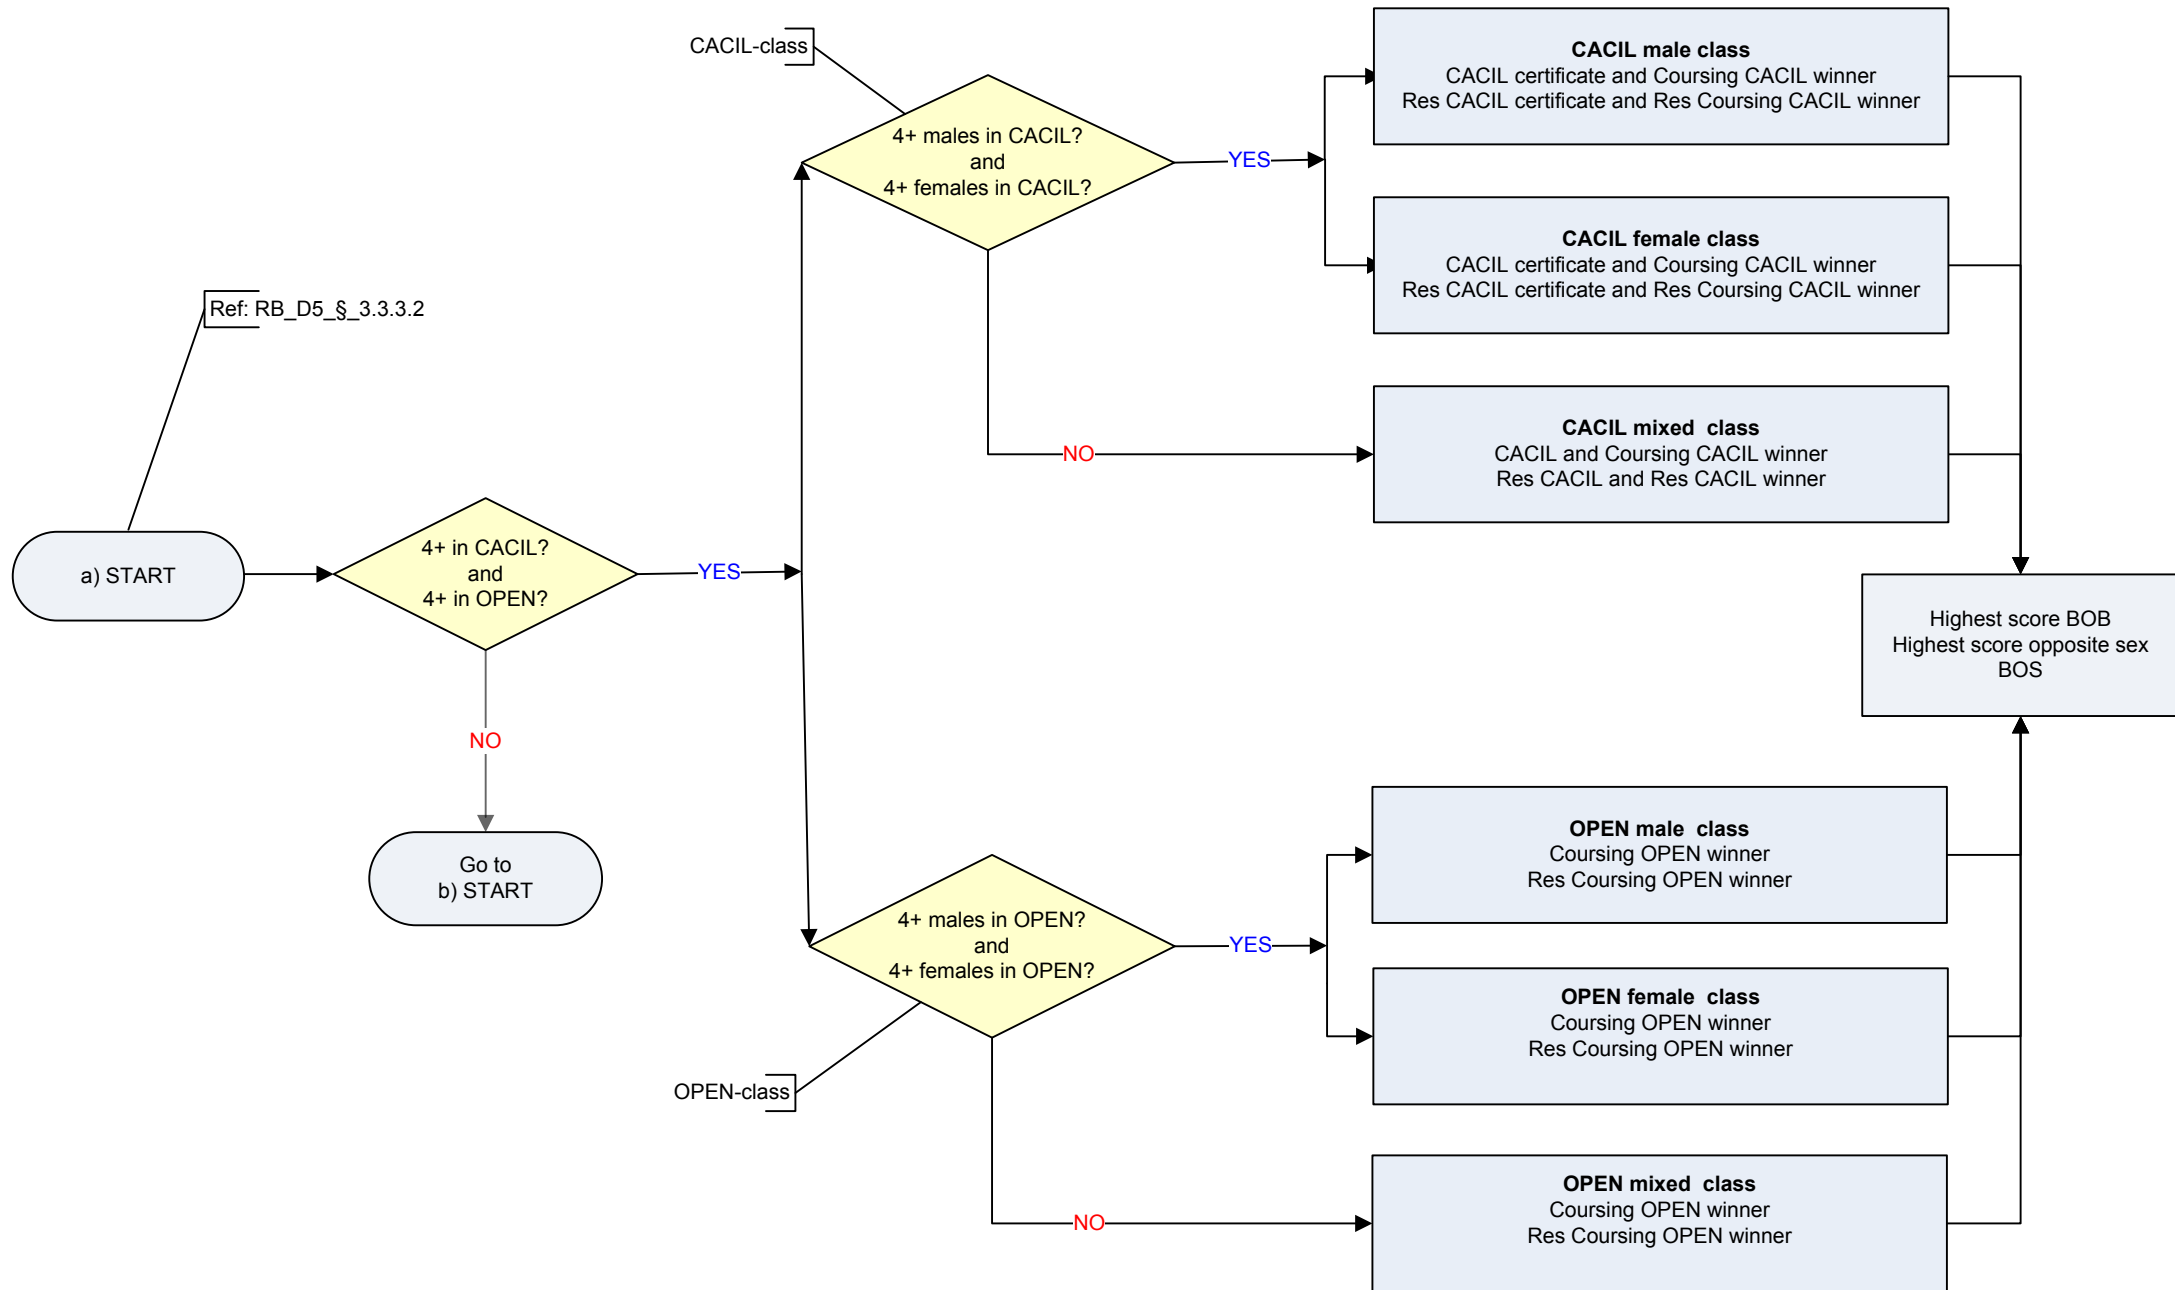 CACIL-class
CACIL male class
CACIL certificate and Coursing CACIL winner
Res CACIL certificate and Res Coursing CACIL winner
4+ males in CACIL?
and
4+ females in CACIL?
YES
CACIL female class
CACIL certificate and Coursing CACIL winner
Res CACIL certificate and Res Coursing CACIL winner
Ref: RB_D5_§_3.3.3.2
NO
CACIL mixed class
CACIL and Coursing CACIL winner
Res CACIL and Res CACIL winner
a) START
4+ in CACIL?
and
4+ in OPEN?
YES
NO
Go to
b) START
Highest score BOB
Highest score opposite sex
BOS
OPEN male class
Coursing OPEN winner
Res Coursing OPEN winner
4+ males in OPEN?
and
4+ females in OPEN?
YES
OPEN female class
Coursing OPEN winner
Res Coursing OPEN winner
OPEN-class
NO
OPEN mixed class
Coursing OPEN winner
Res Coursing OPEN winner